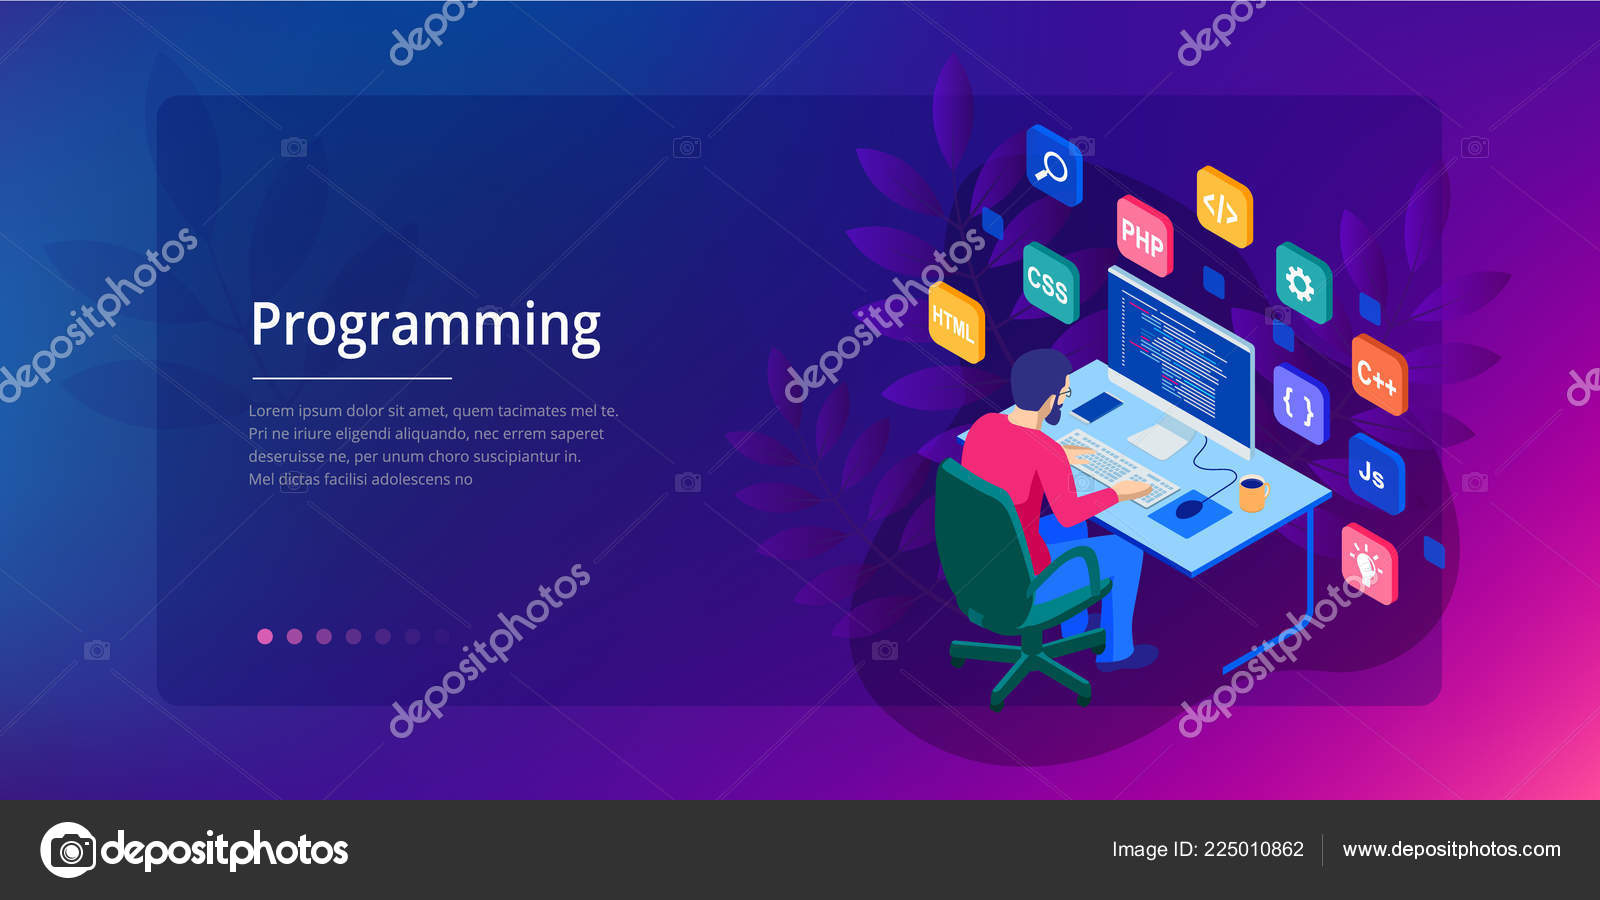 depositphotos
depositphotos
</>
PHP
CSS
HTML
depositphotos
depositphotos
Programming
C++
{ }
Lorem ipsum dolor sit amet, quem tacimates mel te.
Pri ne iriure eligendi aliquando, nec errem saperet
deseruisse ne, per unum choro suscipiantur in.
Mel dictas facilisi adolescens no
Js
depositphotos
depositphotos
depositphotos
Image ID: 225010862
www.depositphotos.com